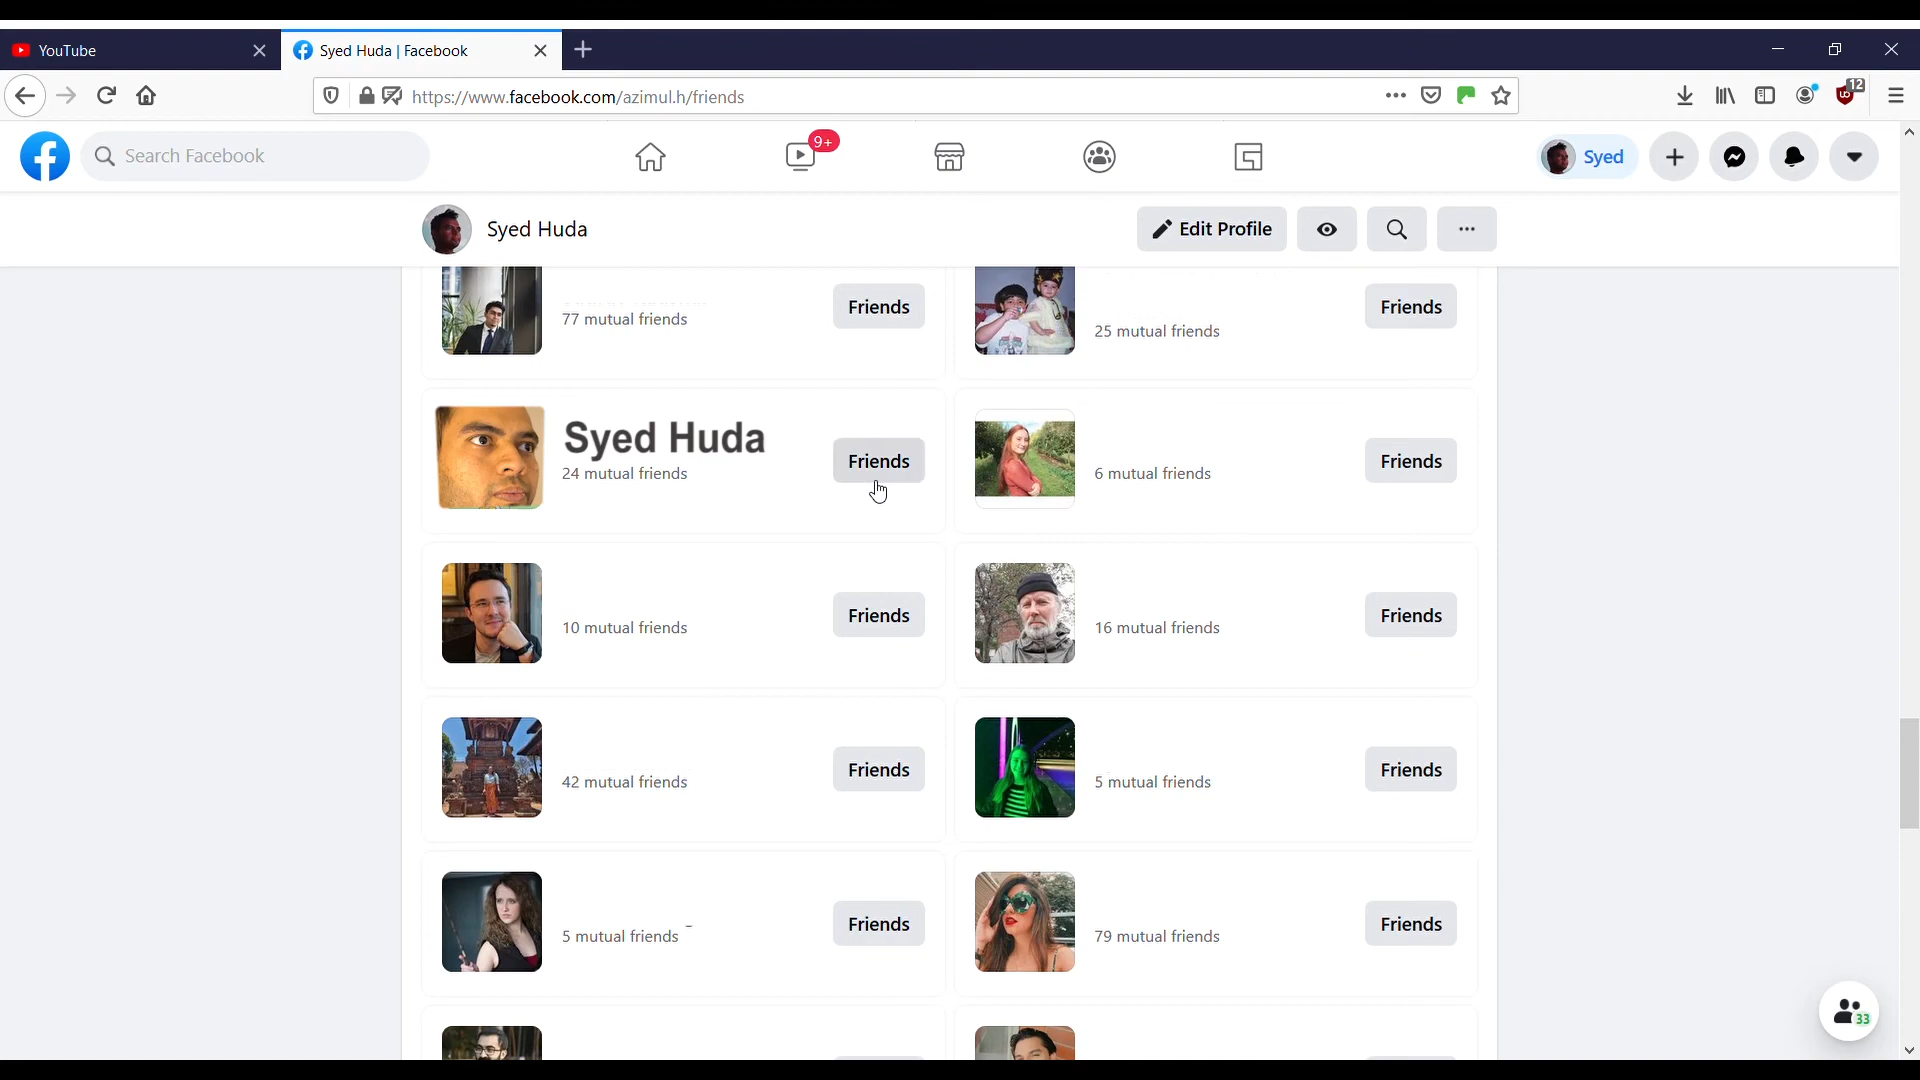 YouTube
Syed Huda | Facebook
https://www.facebook.com/azimul.h/friends
12
Search Facebook
9+
Syed
Syed Huda
Edit Profile
77 mutual friends
Friends
25 mutual friends
Friends
Syed Huda
24 mutual friends
Friends
6 mutual friends
Friends
10 mutual friends
Friends
16 mutual friends
Friends
42 mutual friends
Friends
5 mutual friends
Friends
5 mutual friends
Friends
79 mutual friends
Friends
33